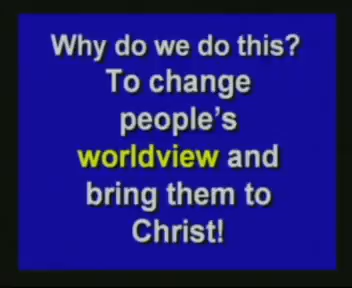 Why do we do this?
To change
people's
worldview and
bring them to
Christ!